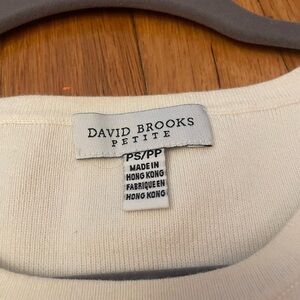 DAVID BROOKS
PETITE
PS/PP
MADE IN
HONG KONG
FABRIQUE EN
HONG KONG